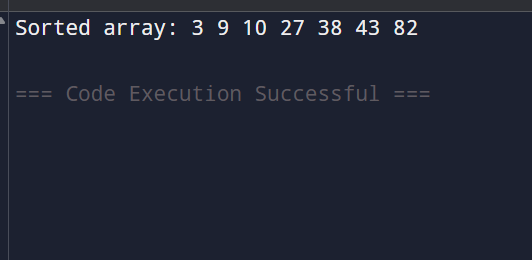 Sorted array: 3 9 10 27 38 43 82
=== Code Execution Successful ===